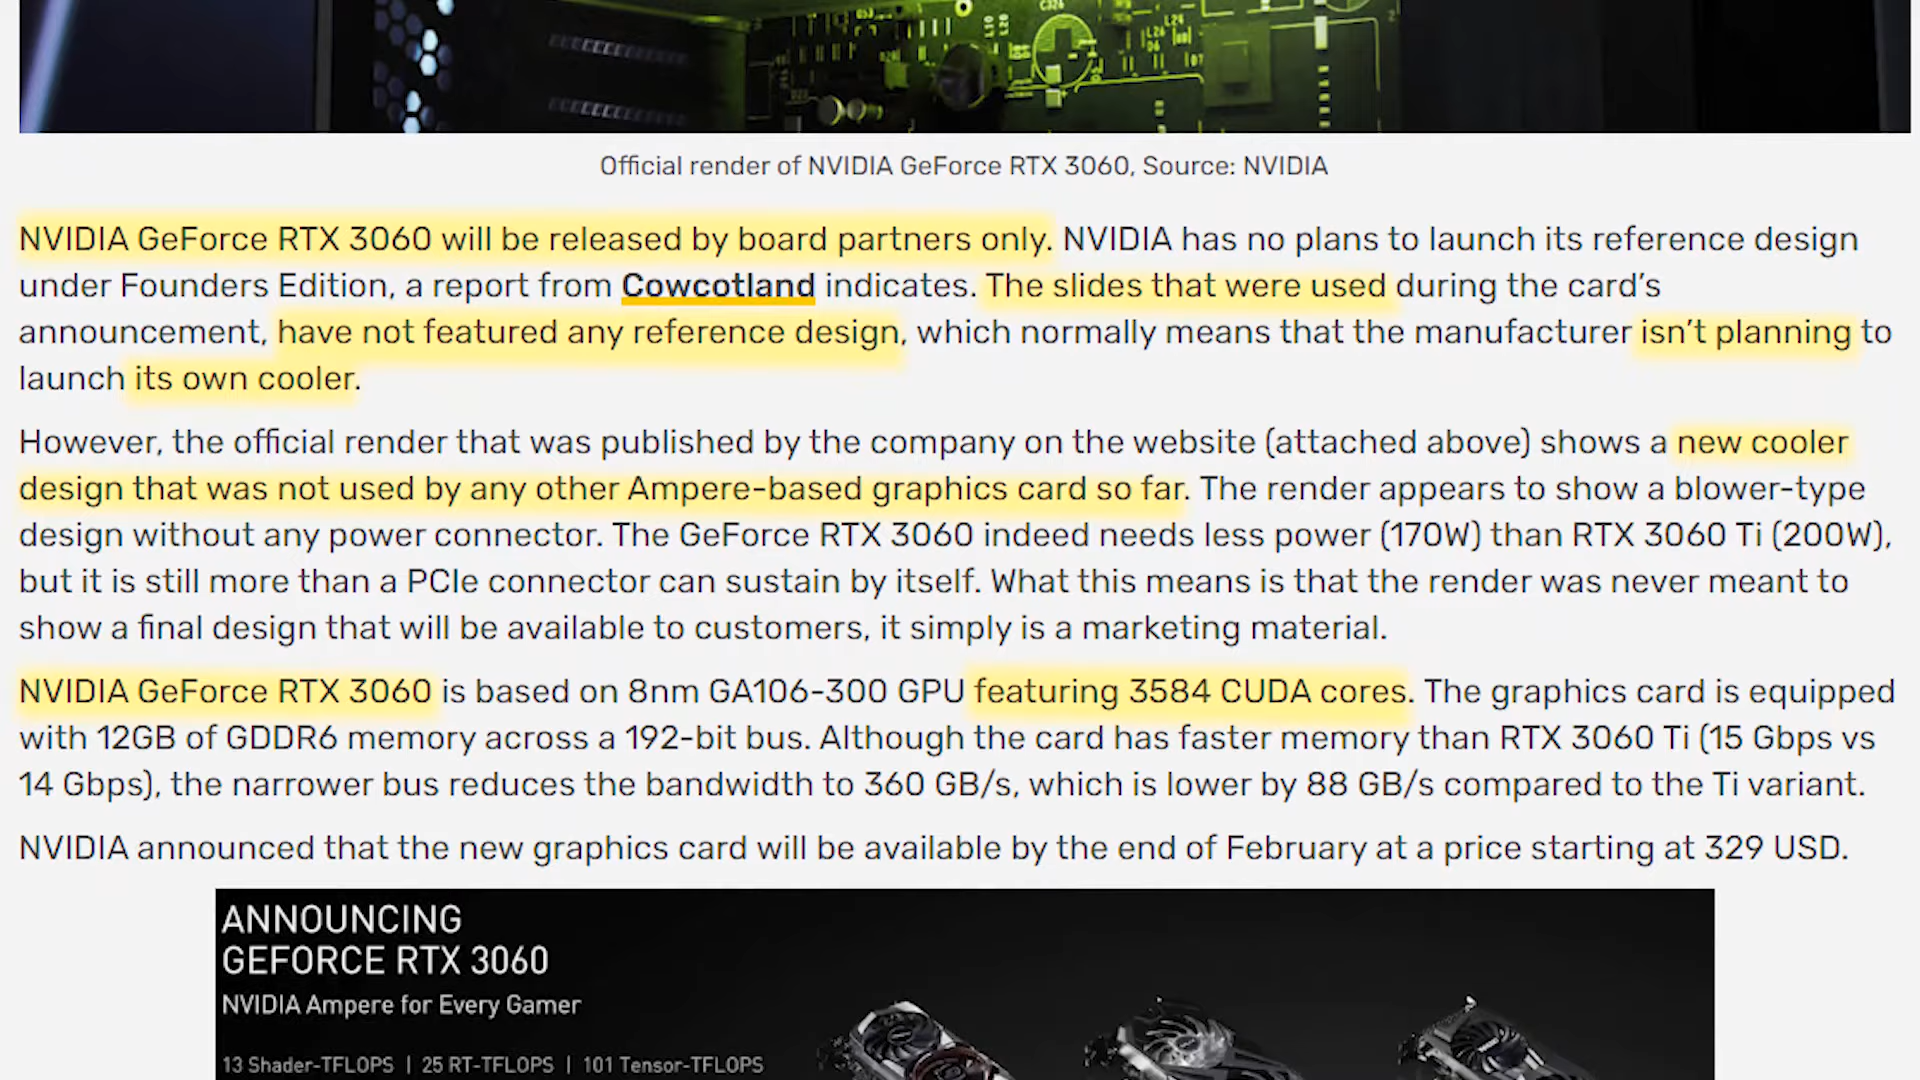 Official render of NVIDIA GeForce RTX 3060, Source: NVIDIA
NVIDIA GeForce RTX 3060 will be released by board partners only. NVIDIA has no plans to launch its reference design
under Founders Edition, a report from Cowcotland indicates. The slides that were used during the card’s
announcement, have not featured any reference design, which normally means that the manufacturer isn’t planning to
launch its own cooler.
However, the official render that was published by the company on the website (attached above) shows a new cooler
design that was not used by any other Ampere-based graphics card so far. The render appears to show a blower-type
design without any power connector. The GeForce RTX 3060 indeed needs less power (170W) than RTX 3060 Ti (200W),
but it is still more than a PCIe connector can sustain by itself. What this means is that the render was never meant to
show a final design that will be available to customers, it simply is a marketing material.
NVIDIA GeForce RTX 3060 is based on 8nm GA106-300 GPU featuring 3584 CUDA cores. The graphics card is equipped
with 12GB of GDDR6 memory across a 192-bit bus. Although the card has faster memory than RTX 3060 Ti (15 Gbps vs
14 Gbps), the narrower bus reduces the bandwidth to 360 GB/s, which is lower by 88 GB/s compared to the Ti variant.
NVIDIA announced that the new graphics card will be available by the end of February at a price starting at 329 USD.
ANNOUNCING
GEFORCE RTX 3060
NVIDIA Ampere for Every Gamer
13 Shader-TFLOPS | 25 RT-TFLOPS | 101 Tensor-TFLOPS